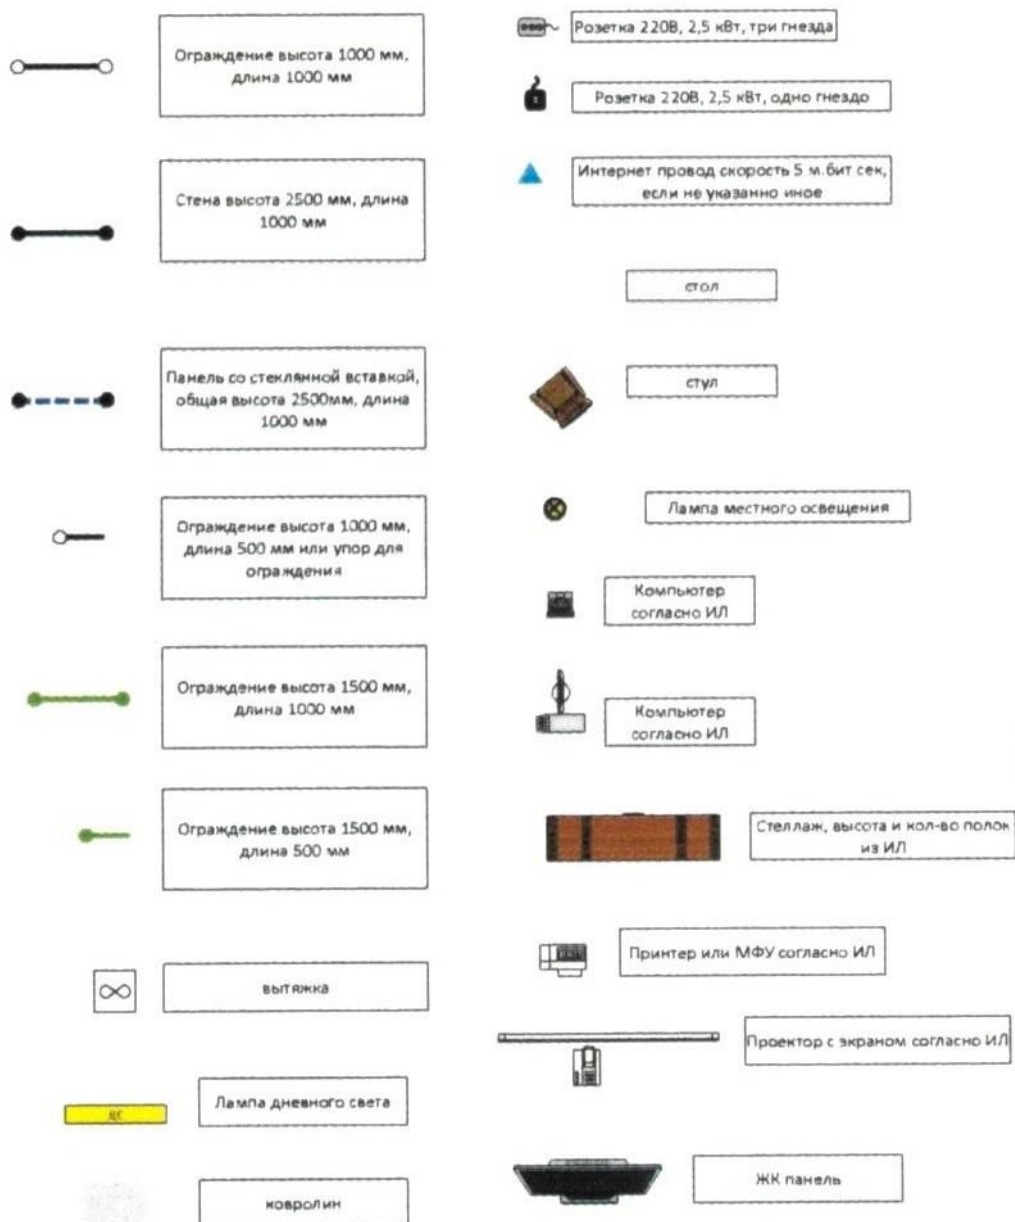 Ограждение высота 1000 мм,
длина 1000 мм
Стена высота 2500 мм, длина
1000 мм
Панель со стеклянной вставкой,
общая высота 2500мм, длина
1000 мм
Ограждение высота 1000 мм,
длина 500 мм или упор для
ограждения
Ограждение высота 1500 мм,
длина 1000 мм
Ограждение высота 1500 мм,
длина 500 мм
вытяжка
ДС
Лампа дневного света
ковролин
Розетка 220В, 2,5 кВт, три гнезда
Розетка 220В, 2,5 кВт, одно гнездо
Интернет провод скорость 5 м.бит сек,
если не указанно иное
стол
стул
Лампа местного освещения
Компьютер
согласно ИЛ
Компьютер
согласно ИЛ
Стеллаж, высота и кол-во полок
из ИЛ
Принтер или МФУ согласно ИЛ
Проектор с экраном согласно ИЛ
ЖК панель